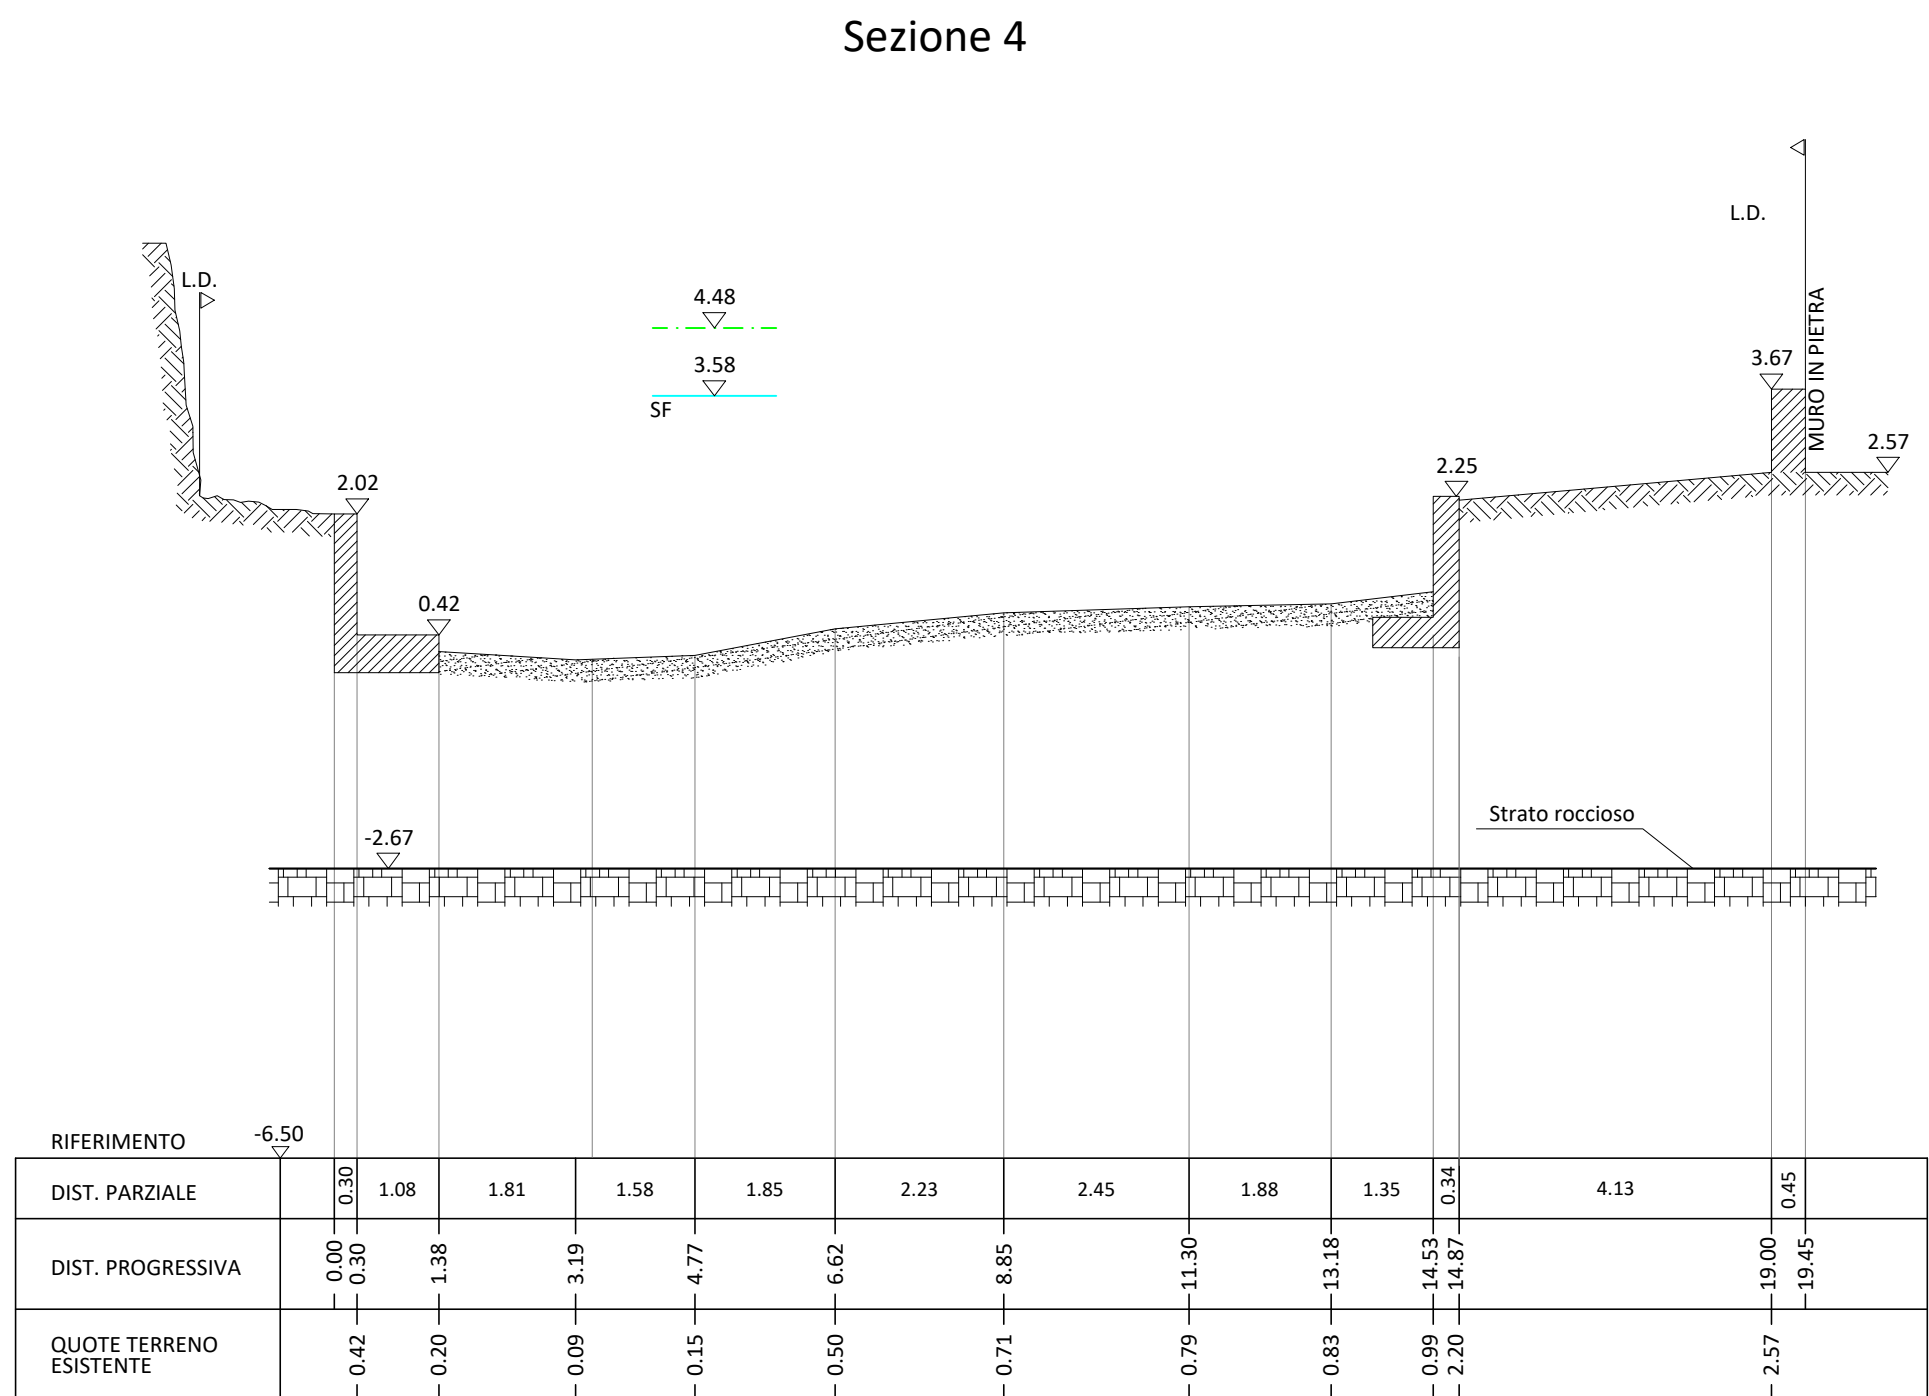 Sezione 4
L.D.
L.D.
4.48
3.58
SF
MURO IN PIETRA
3.67
2.57
2.25
2.02
0.42
Strato roccioso
-2.67
RIFERIMENTO -6.50
DIST. PARZIALE 0.30 1.08 1.81 1.58 1.85 2.23 2.45 1.88 1.35 0.34 4.13 0.45
DIST. PROGRESSIVA 0.00 0.30 1.38 3.19 4.77 6.62 8.85 11.30 13.18 14.53 14.87 19.00 19.45
QUOTE TERRENO
ESISTENTE 0.42 0.20 0.09 0.15 0.50 0.71 0.79 0.83 0.99 2.20 2.57